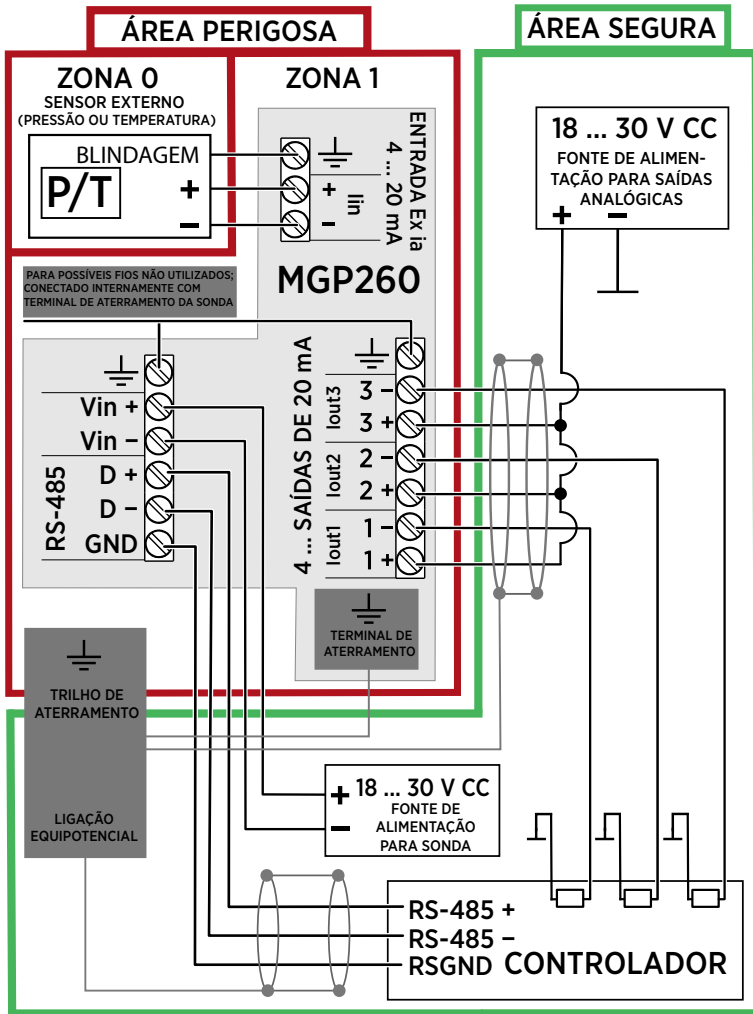 ÁREA PERIGOSA
ÁREA SEGURA
ZONA 0
SENSOR EXTERNO
(PRESSÃO OU TEMPERATURA)
BLINDAGEM
P/T
+
−
ZONA 1
+
−
Iin
ENTRADA Ex ia
4 ... 20 mA
MGP260
18 ... 30 V CC
FONTE DE ALIMEN-
TAÇÃO PARA SAÍDAS
ANALÓGICAS
+
−
PARA POSSÍVEIS FIOS NÃO UTILIZADOS;
CONECTADO INTERNAMENTE COM
TERMINAL DE ATERRAMENTO DA SONDA
Vin +
Vin −
RS-485
D +
D −
GND
4 ... SAÍDAS DE 20 mA
Iout3
3 −
3 +
Iout2
2 −
2 +
Iout1
1 −
1 +
TERMINAL DE
ATERRAMENTO
TRILHO DE
ATERRAMENTO
LIGAÇÃO
EQUIPOTENCIAL
+ 18 ... 30 V CC
FONTE DE
− ALIMENTAÇÃO
PARA SONDA
RS-485 +
RS-485 −
RSGND
CONTROLADOR